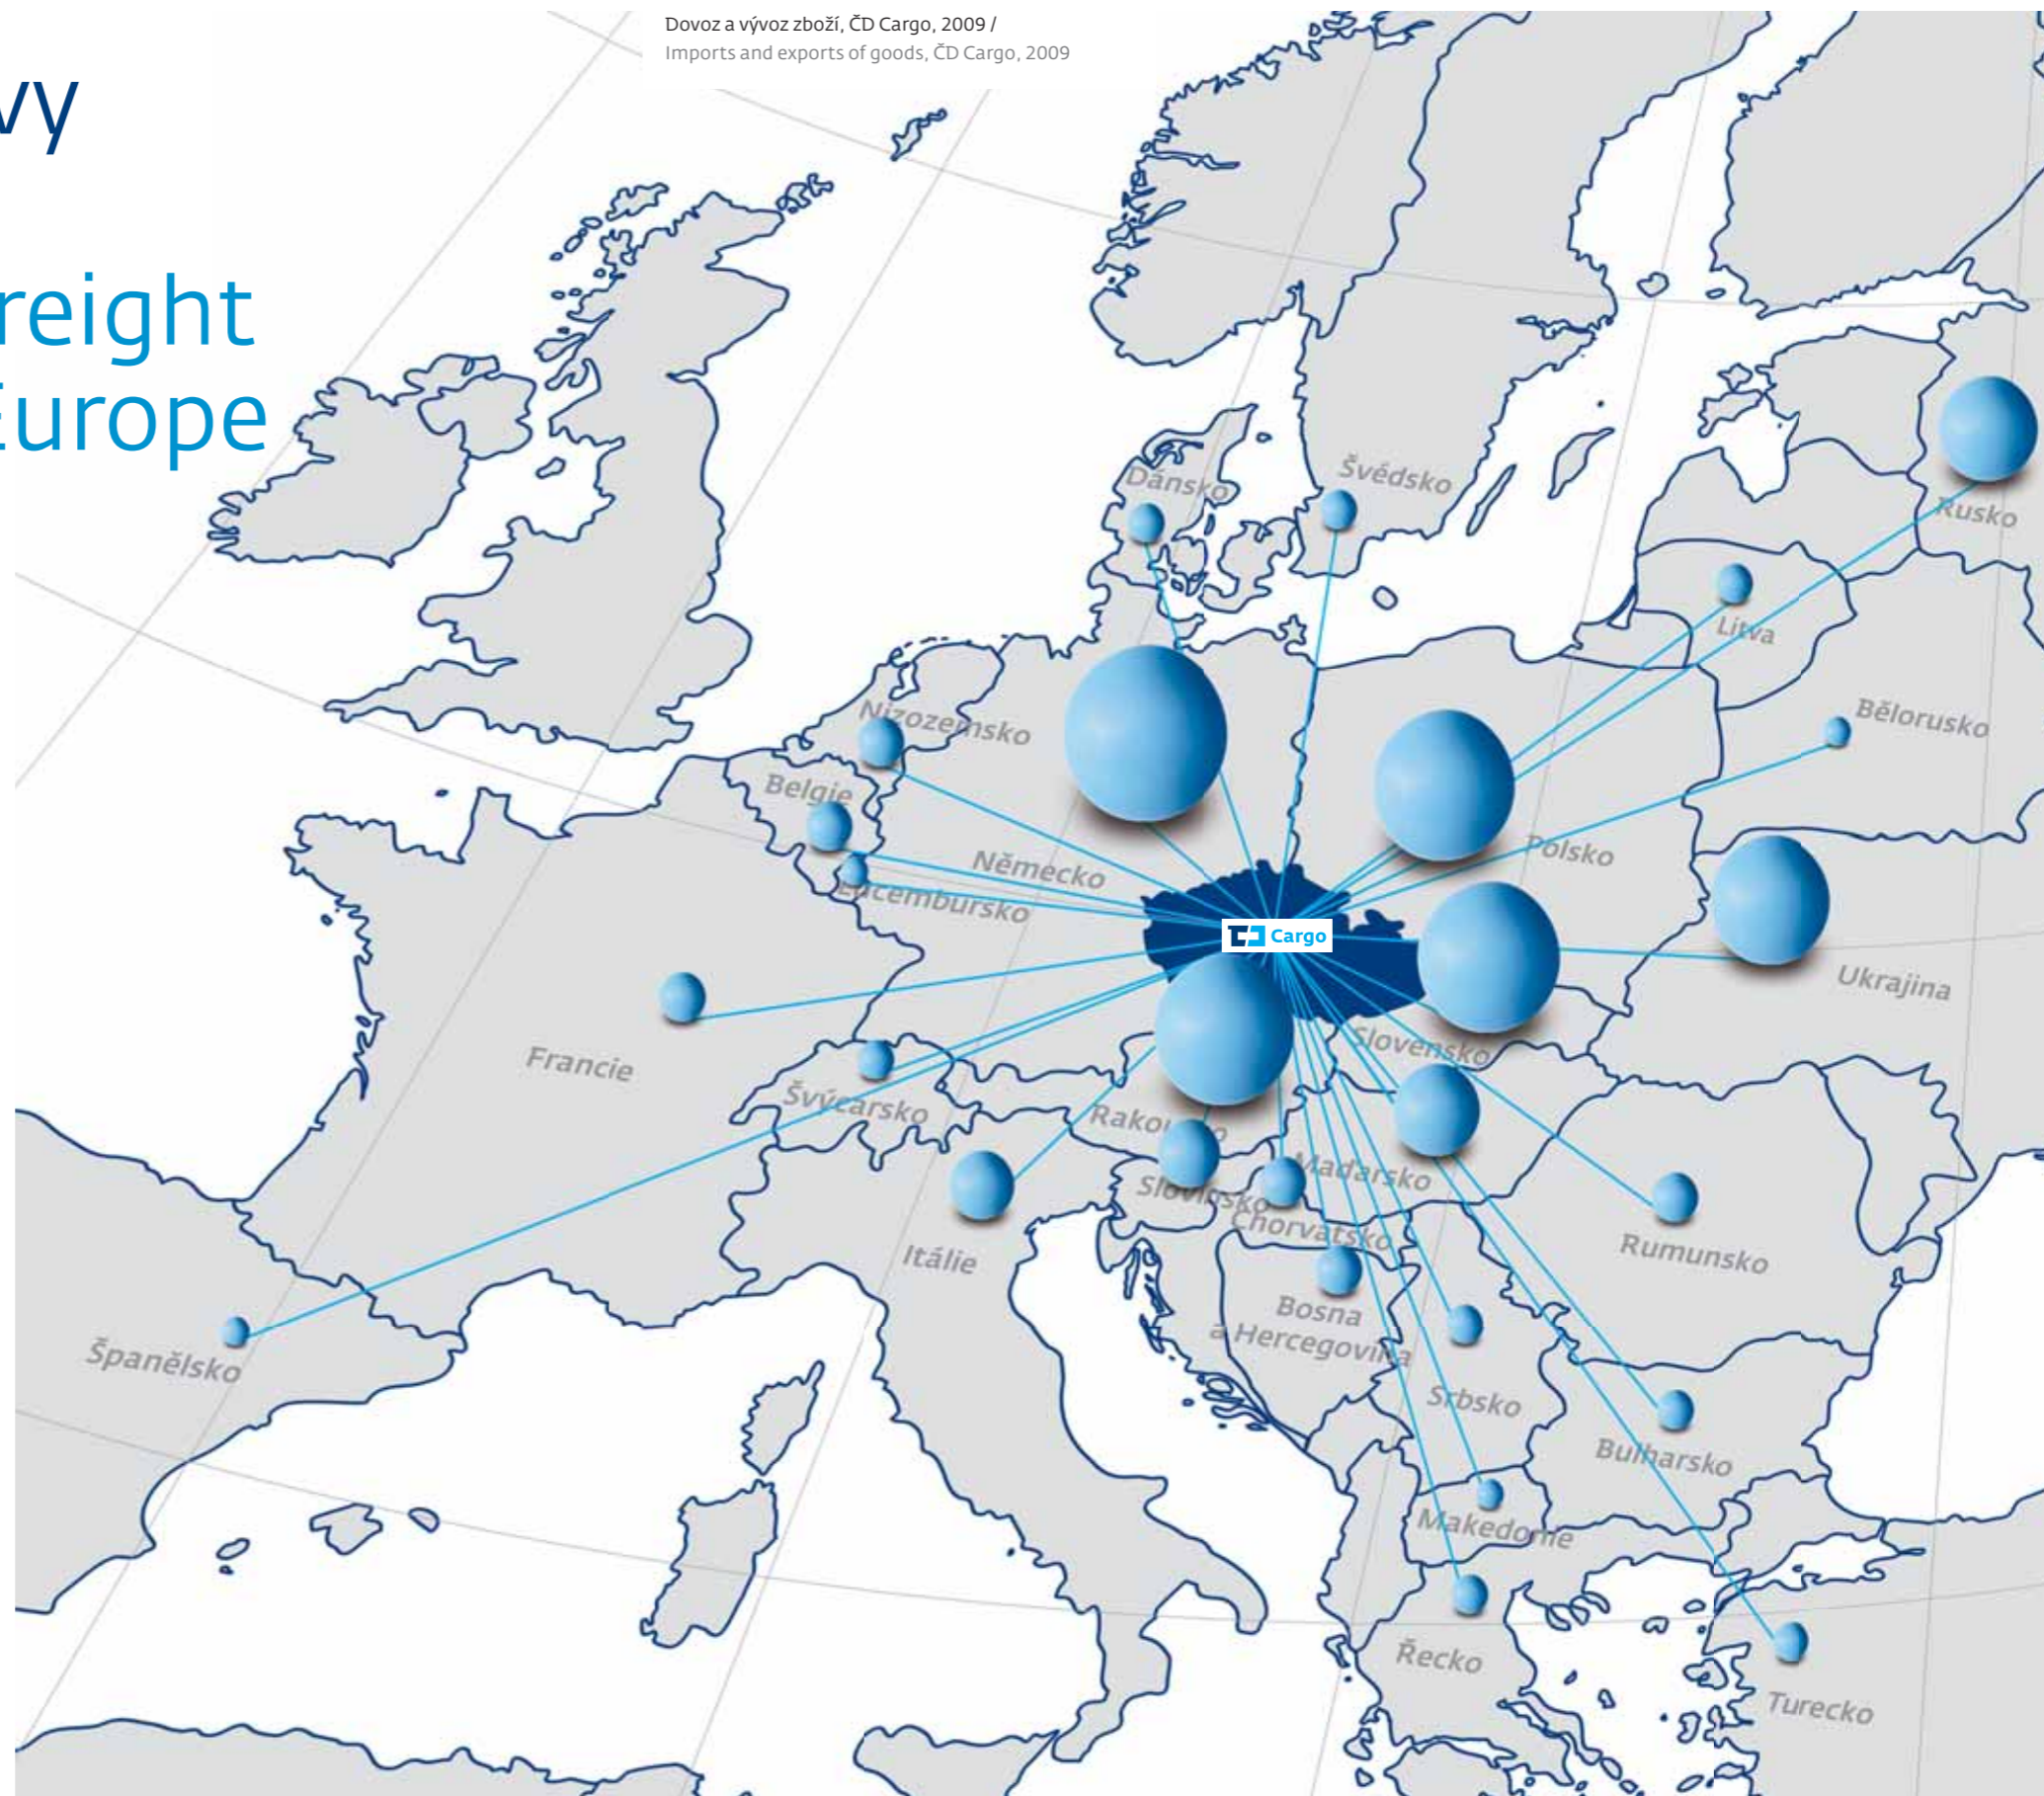 Dovoz a vývoz zboží, ČD Cargo, 2009 /
Imports and exports of goods, ČD Cargo, 2009
vy
reight
Europe
Dánsko
Švédsko
Rusko
Litva
Bělorusko
Nizozemsko
Belgie
Německo
Polsko
Lucembursko
Cargo
Ukrajina
Francie
Slovensko
Švýcarsko
Rakousko
Maďarsko
Slovinsko
Chorvatsko
Itálie
Rumunsko
Bosna
a Hercegovina
Španělsko
Srbsko
Bulharsko
Makedonie
Řecko
Turecko